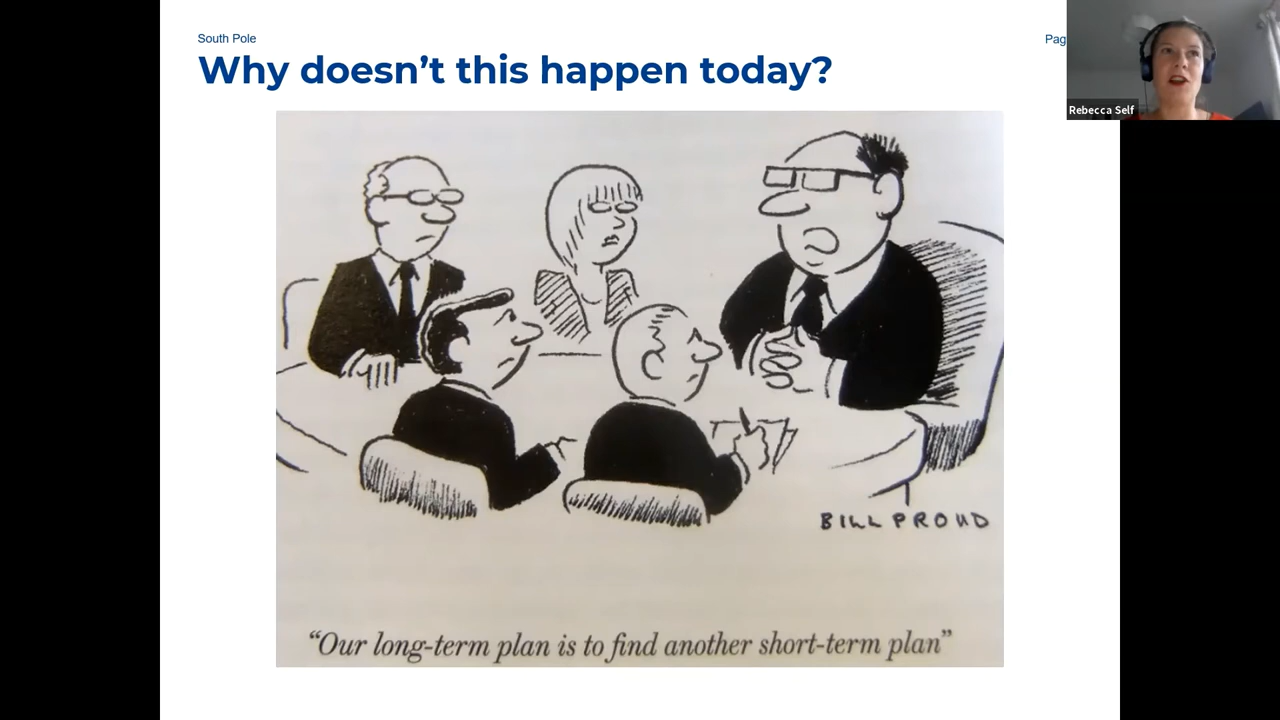 South Pole
Pag
Why doesn’t this happen today?
Rebecca Self
BILL PROUD
“Our long-term plan is to find another short-term plan”